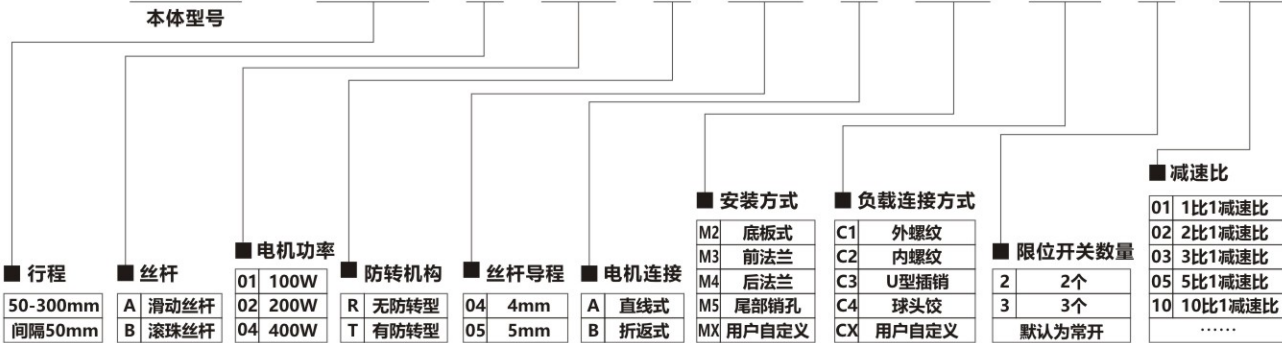 本体型号
■ 行程
50-300mm
间隔50mm
■ 丝杆
A 滑动丝杆
B 滚珠丝杆
■ 电机功率
01 100W
02 200W
04 400W
■ 防转机构
R 无防转型
T 有防转型
■ 丝杆导程
04 4mm
05 5mm
■ 电机连接
A 直线式
B 折返式
■ 安装方式
M2 底板式
M3 前法兰
M4 后法兰
M5 尾部销孔
MX 用户自定义
■ 负载连接方式
C1 外螺纹
C2 内螺纹
C3 U型插销
C4 球头铰
CX 用户自定义
■ 限位开关数量
2 2个
3 3个
默认为常开
■ 减速比
01 1比1减速比
02 2比1减速比
03 3比1减速比
05 5比1减速比
10 10比1减速比
······